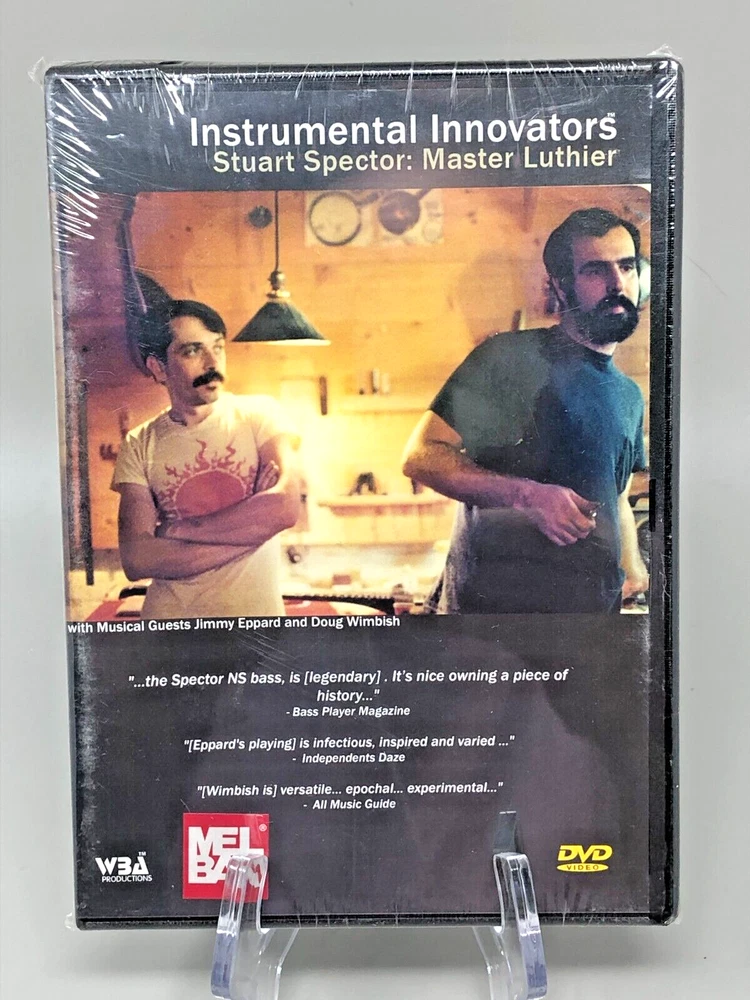 Instrumental Innovators™
Stuart Spector: Master Luthier
with Musical Guests Jimmy Eppard and Doug Wimbish
"...the Spector NS bass, is [legendary] . It's nice owning a piece of
history..."
- Bass Player Magazine
"[Eppard's playing] is infectious, inspired and varied ..."
- Independents Daze
"[Wimbish is] versatile... epochal... experimental..."
- All Music Guide
WBA™
PRODUCTIONS
MEL®
BAY
DVD
VIDEO